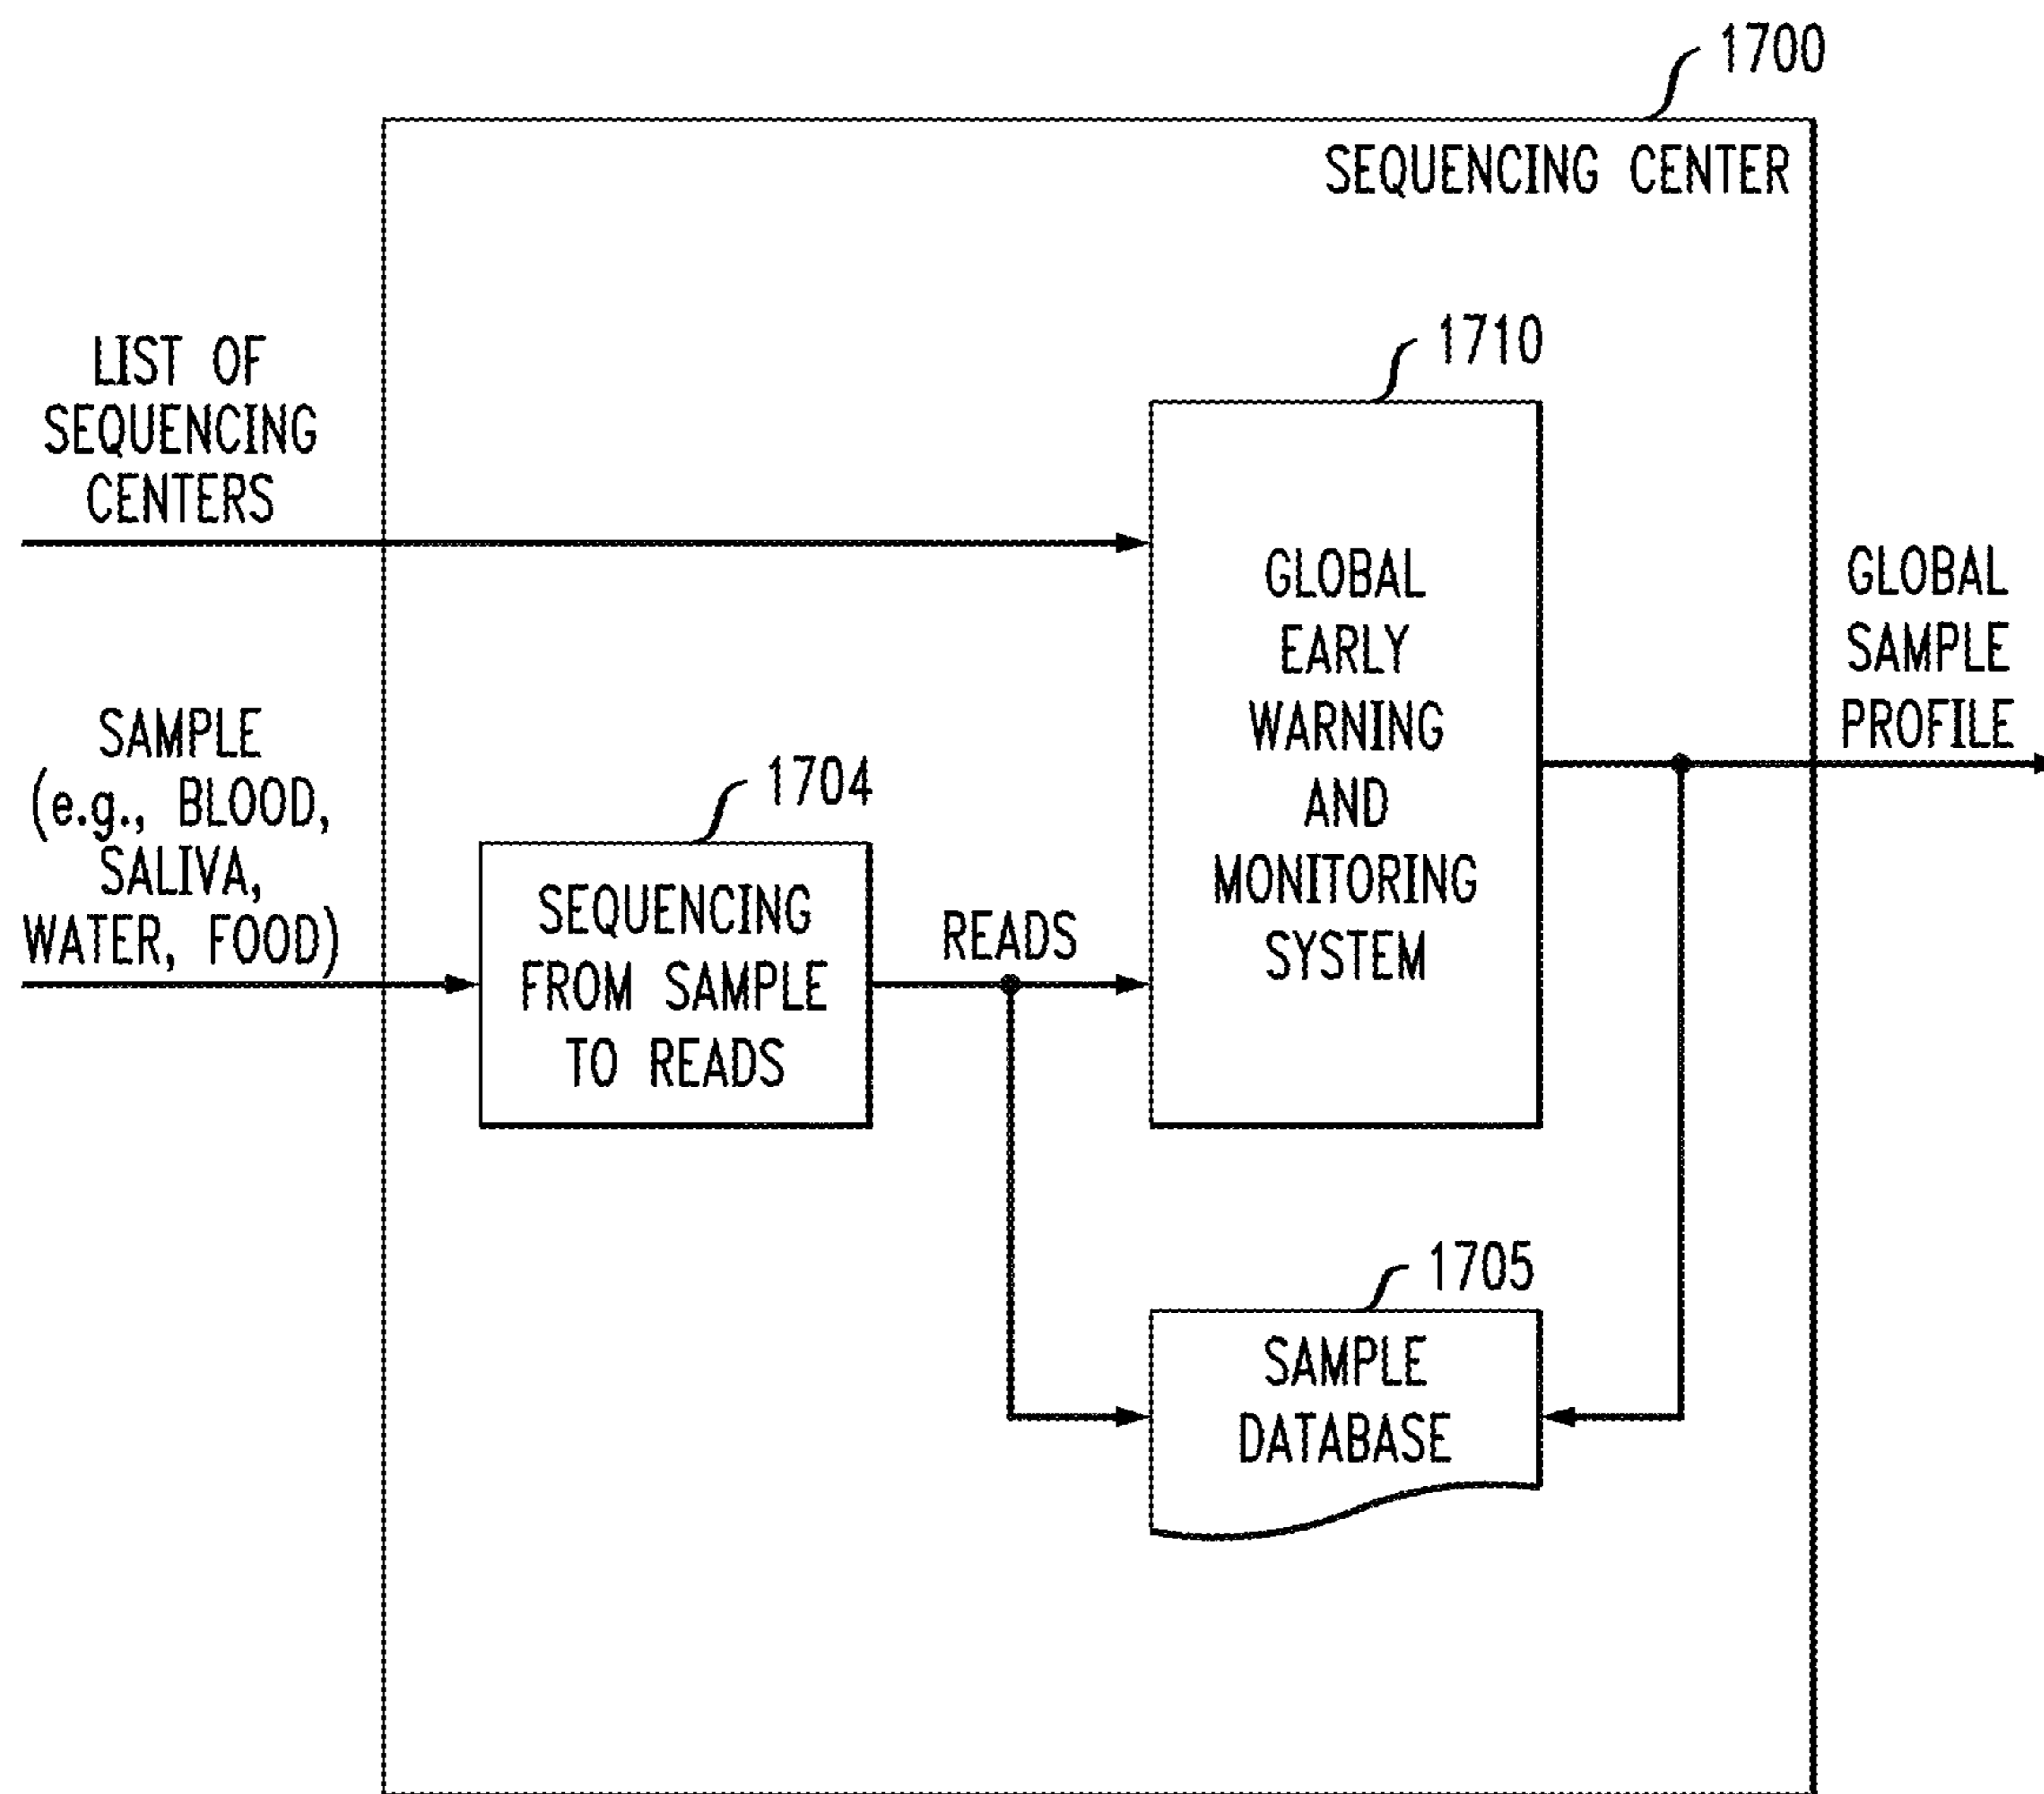 1700
SEQUENCING CENTER
LIST OF
SEQUENCING
CENTERS
1710
GLOBAL
EARLY
WARNING
AND
MONITORING
SYSTEM
GLOBAL
SAMPLE
PROFILE
SAMPLE
(e.g., BLOOD,
SALIVA,
WATER, FOOD)
1704
SEQUENCING
FROM SAMPLE
TO READS
READS
1705
SAMPLE
DATABASE